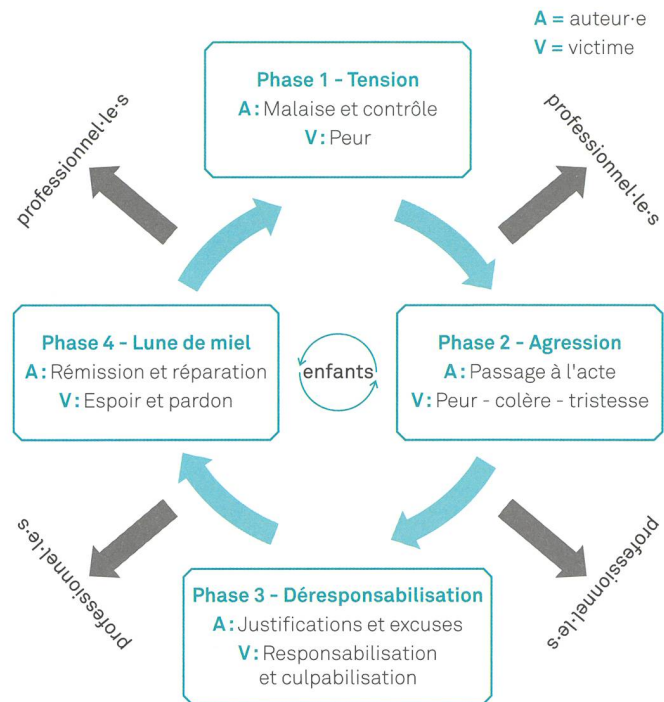 A = auteur·e
V = victime
Phase 1 - Tension
A : Malaise et contrôle
V : Peur
professionnel·le·s
professionnel·le·s
Phase 4 - Lune de miel
A : Rémission et réparation
V : Espoir et pardon
enfants
Phase 2 - Agression
A : Passage à l'acte
V : Peur - colère - tristesse
professionnel·le·s
professionnel·le·s
Phase 3 - Déresponsabilisation
A : Justifications et excuses
V : Responsabilisation
et culpabilisation